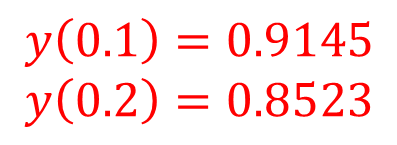 y(0.1) = 0.9145
y(0.2) = 0.8523